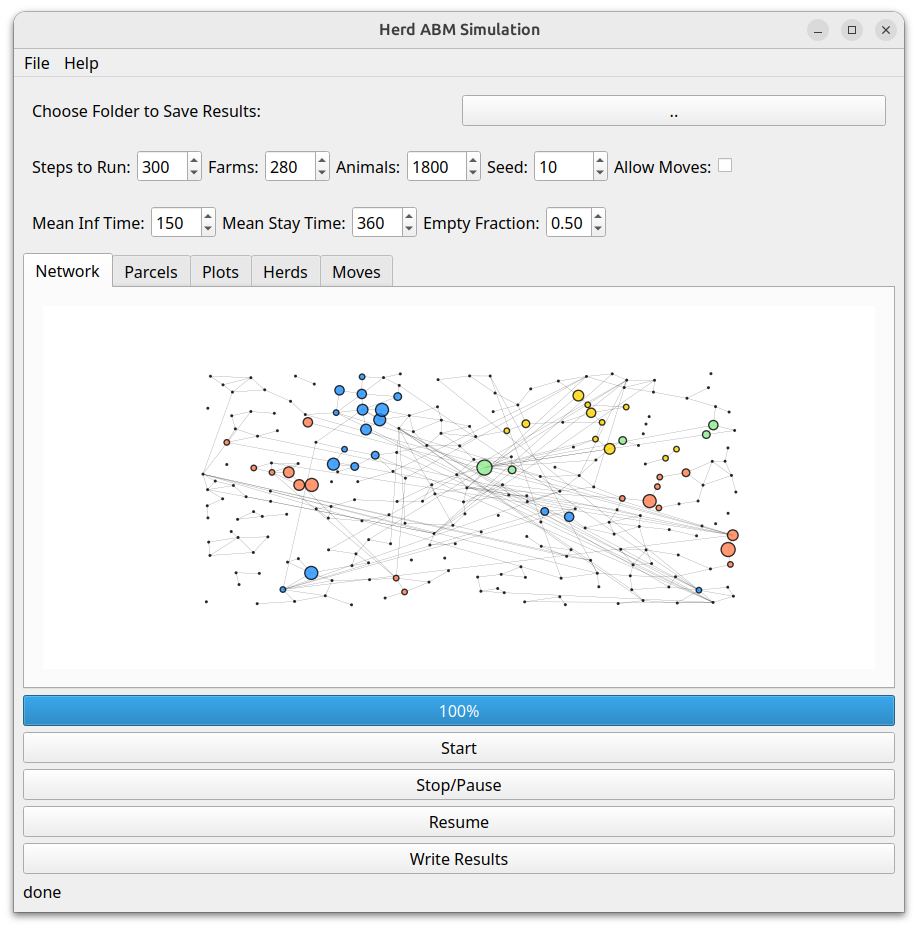 Herd ABM Simulation
File Help
Choose Folder to Save Results: ..
Steps to Run: 300 Farms: 280 Animals: 1800 Seed: 10 Allow Moves:
Mean Inf Time: 150 Mean Stay Time: 360 Empty Fraction: 0.50
Network Parcels Plots Herds Moves
100%
Start
Stop/Pause
Resume
Write Results
done